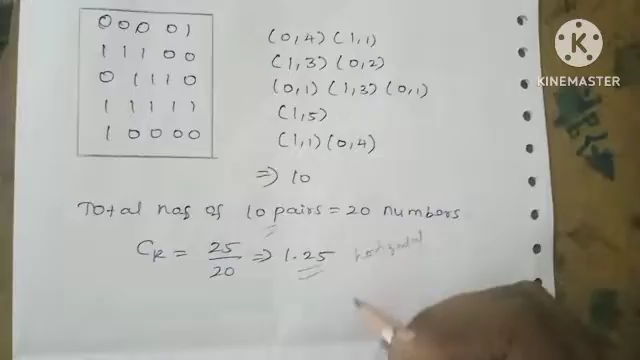 0 0 0 0 1
1 1 1 0 0
0 1 1 1 0
1 1 1 1 1
1 0 0 0 0
(0,4) (1,1)
(1,3) (0,2)
(0,1) (1,3) (0,1)
(1,5)
(1,1) (0,4)
⇒ 10
Total nos of 10 pairs = 20 numbers
CR = 25/20 ⇒ 1.25
K
KINEMASTER